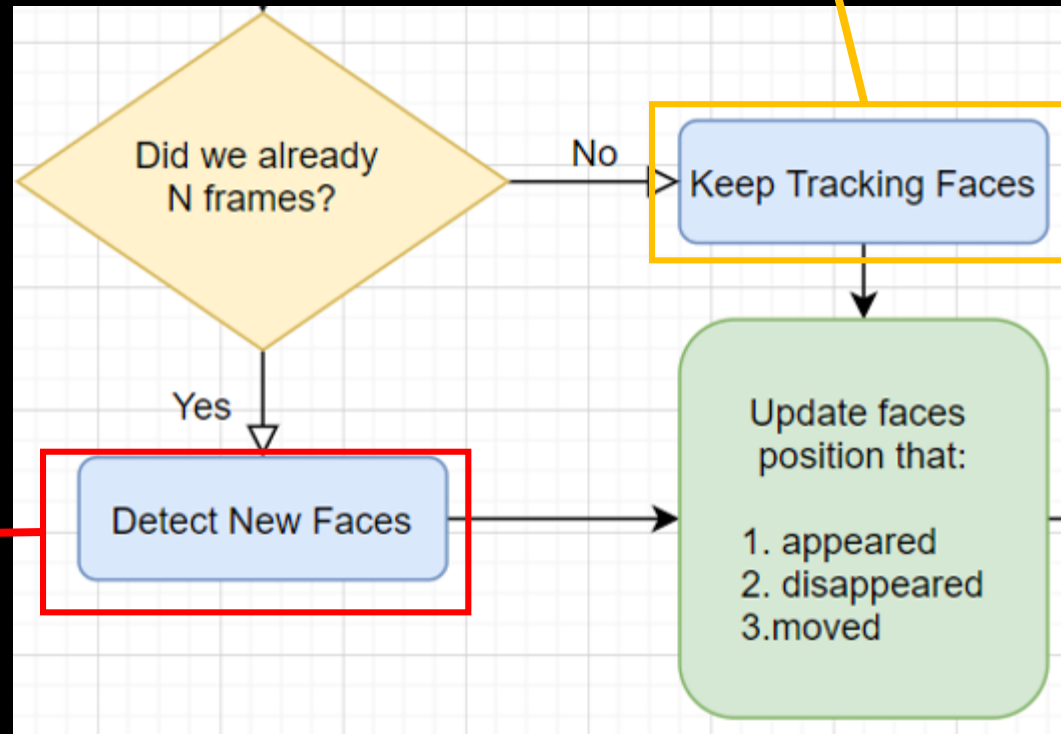 Did we already
N frames?
No
Keep Tracking Faces
Yes
Detect New Faces
Update faces
position that:
1. appeared
2. disappeared
3.moved